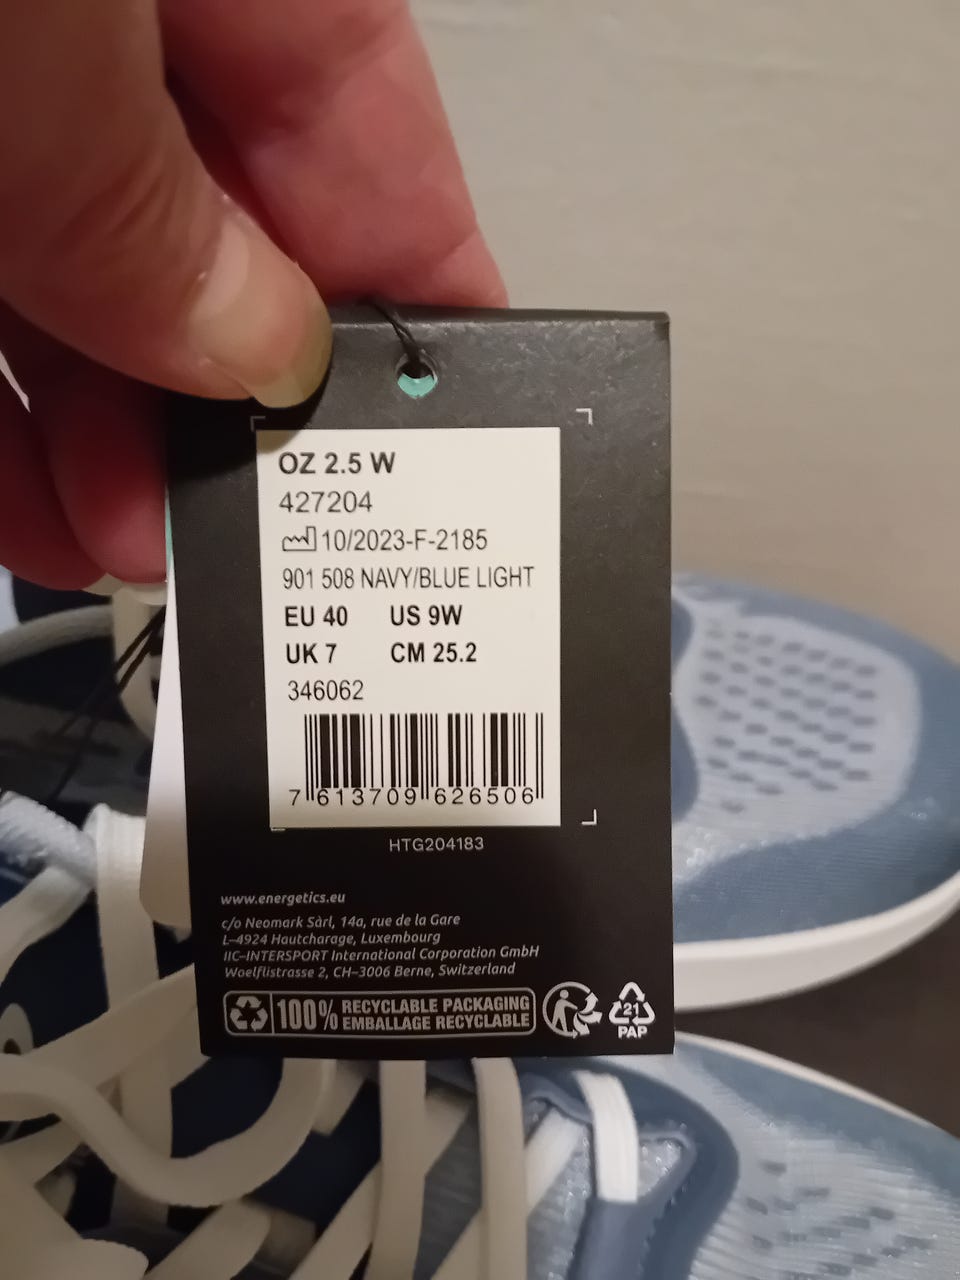 OZ 2.5 W
427204
10/2023-F-2185
901 508 NAVY/BLUE LIGHT
EU 40 US 9W
UK 7 CM 25.2
346062
7 613709 626506
HTG204183
www.energetics.eu
c/o Neomark Sàrl, 14a, rue de la Gare
L-4924 Hautcharage, Luxembourg
IIC-INTERSPORT International Corporation GmbH
Woelflistrasse 2, CH-3006 Berne, Switzerland
100% RECYCLABLE PACKAGING
EMBALLAGE RECYCLABLE
21
PAP